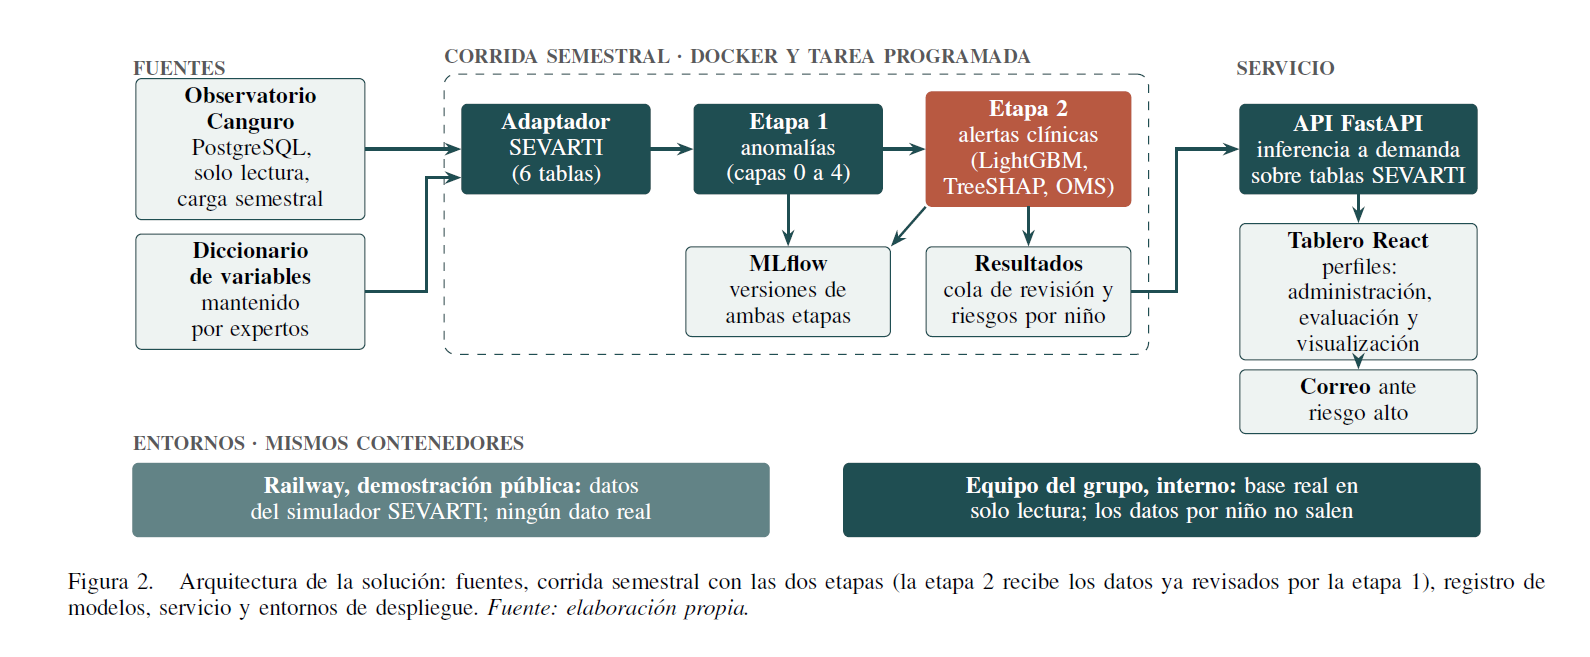 FUENTES
Observatorio
Canguro
PostgreSQL,
solo lectura,
carga semestral
Diccionario
de variables
mantenido
por expertos
CORRIDA SEMESTRAL · DOCKER Y TAREA PROGRAMADA
Adaptador
SEVARTI
(6 tablas)
Etapa 1
anomalías
(capas 0 a 4)
Etapa 2
alertas clínicas
(LightGBM,
TreeSHAP, OMS)
MLflow
versiones de
ambas etapas
Resultados
cola de revisión y
riesgos por niño
SERVICIO
API FastAPI
inferencia a demanda
sobre tablas SEVARTI
Tablero React
perfiles:
administración,
evaluación y
visualización
Correo ante
riesgo alto
ENTORNOS · MISMOS CONTENEDORES
Railway, demostración pública: datos
del simulador SEVARTI; ningún dato real
Equipo del grupo, interno: base real en
solo lectura; los datos por niño no salen
Figura 2. Arquitectura de la solución: fuentes, corrida semestral con las dos etapas (la etapa 2 recibe los datos ya revisados por la etapa 1), registro de
modelos, servicio y entornos de despliegue. Fuente: elaboración propia.